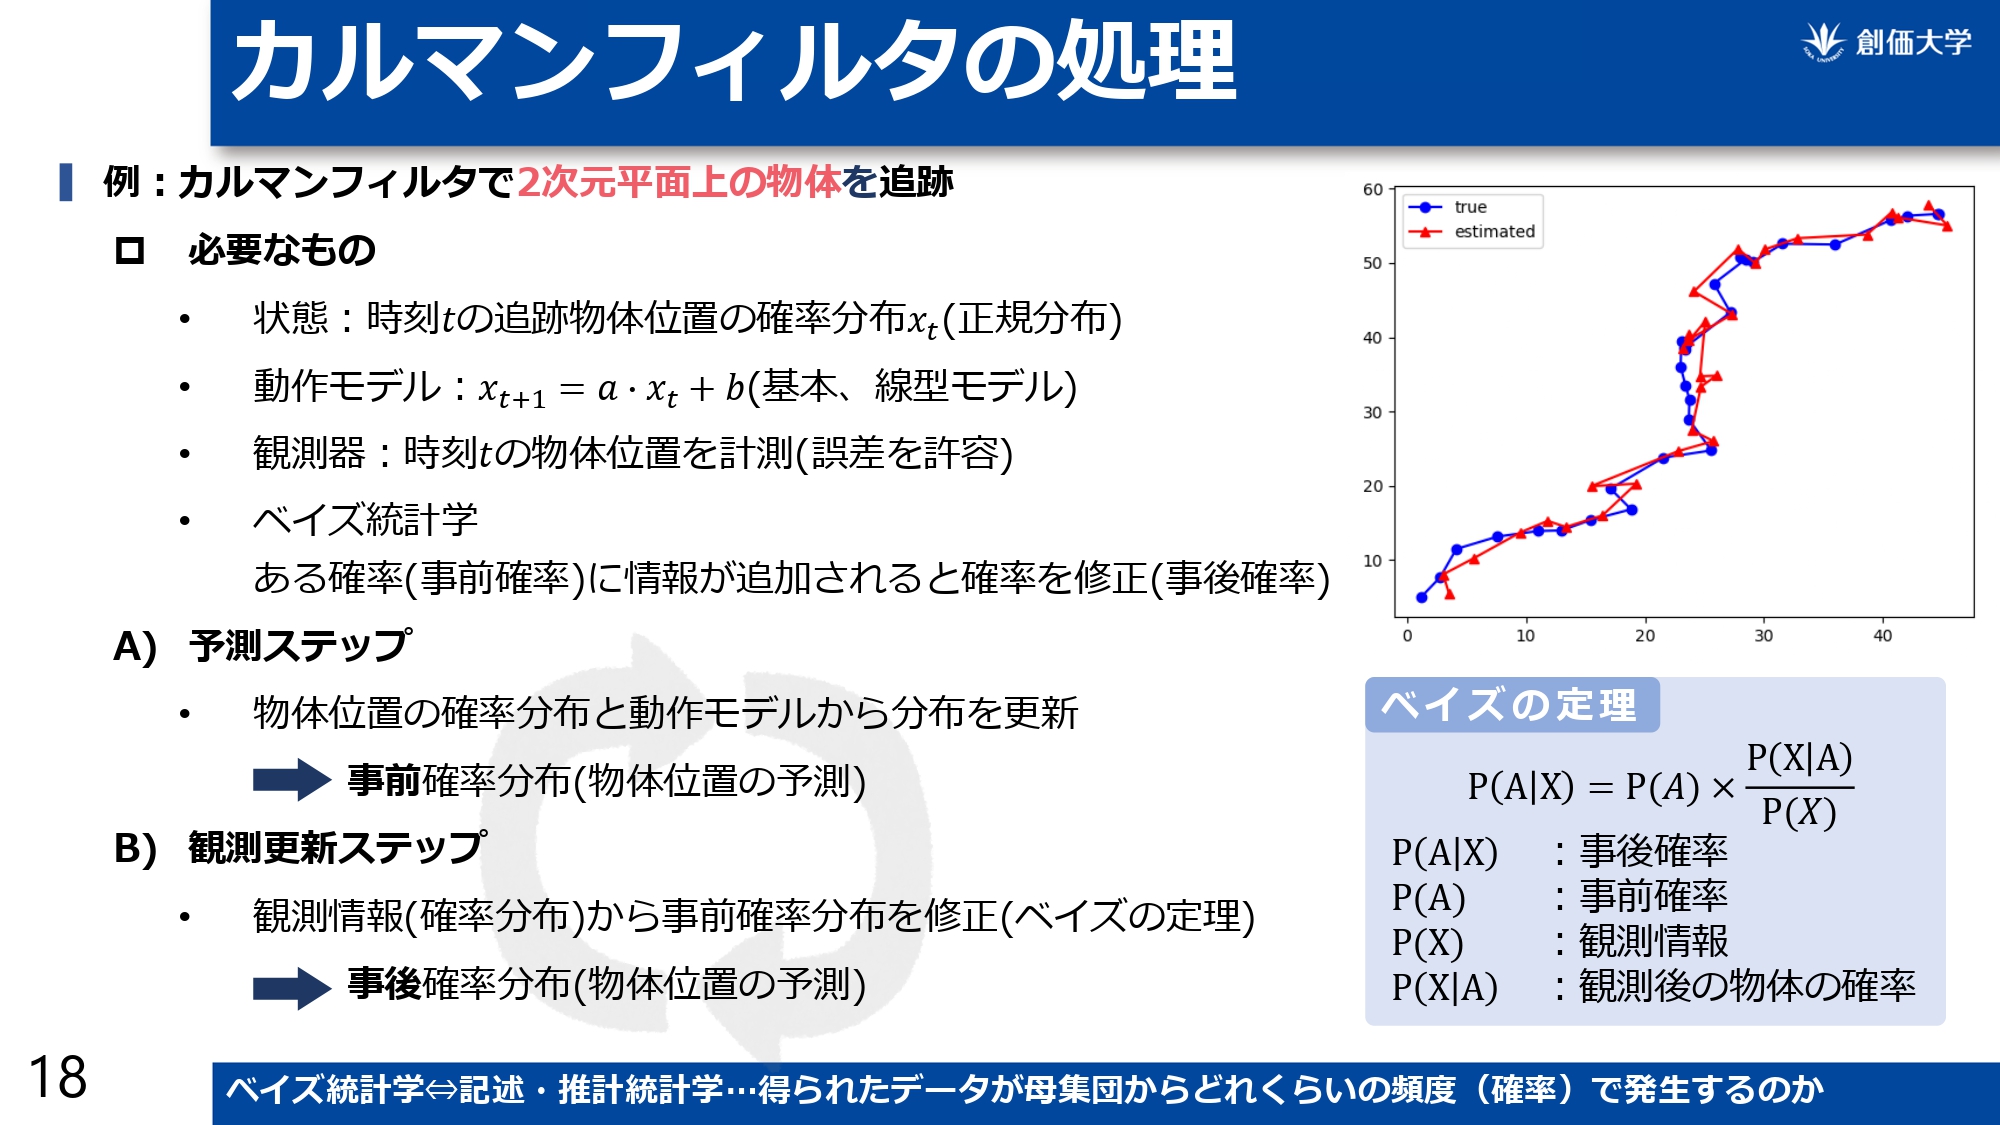 カルマンフィルタの処理
SOKA UNIVERSITY
創価大学
例：カルマンフィルタで2次元平面上の物体を追跡
必要なもの
• 状態：時刻tの追跡物体位置の確率分布x_t(正規分布)
• 動作モデル：x_{t+1} = a · x_t + b(基本、線型モデル)
• 観測器：時刻tの物体位置を計測(誤差を許容)
• ベイズ統計学
ある確率(事前確率)に情報が追加されると確率を修正(事後確率)
A) 予測ステップ
• 物体位置の確率分布と動作モデルから分布を更新
事前確率分布(物体位置の予測)
B) 観測更新ステップ
• 観測情報(確率分布)から事前確率分布を修正(ベイズの定理)
事後確率分布(物体位置の予測)
true
estimated
60
50
40
30
20
10
0 10 20 30 40
ベイズの定理
P(A|X) = P(A) × P(X|A) / P(X)
P(A|X) ：事後確率
P(A) ：事前確率
P(X) ：観測情報
P(X|A) ：観測後の物体の確率
18
ベイズ統計学⇔記述・推計統計学…得られたデータが母集団からどれくらいの頻度（確率）で発生するのか